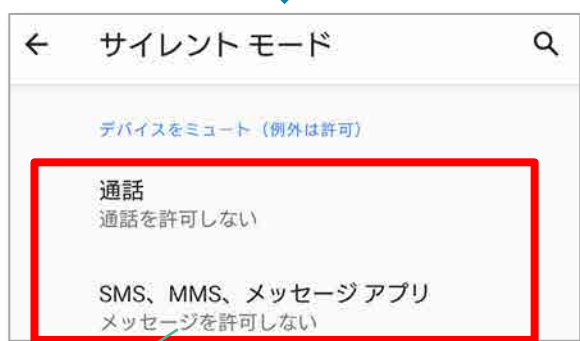 サイレント モード
デバイスをミュート（例外は許可）
通話
通話を許可しない
SMS、MMS、メッセージ アプリ
メッセージを許可しない